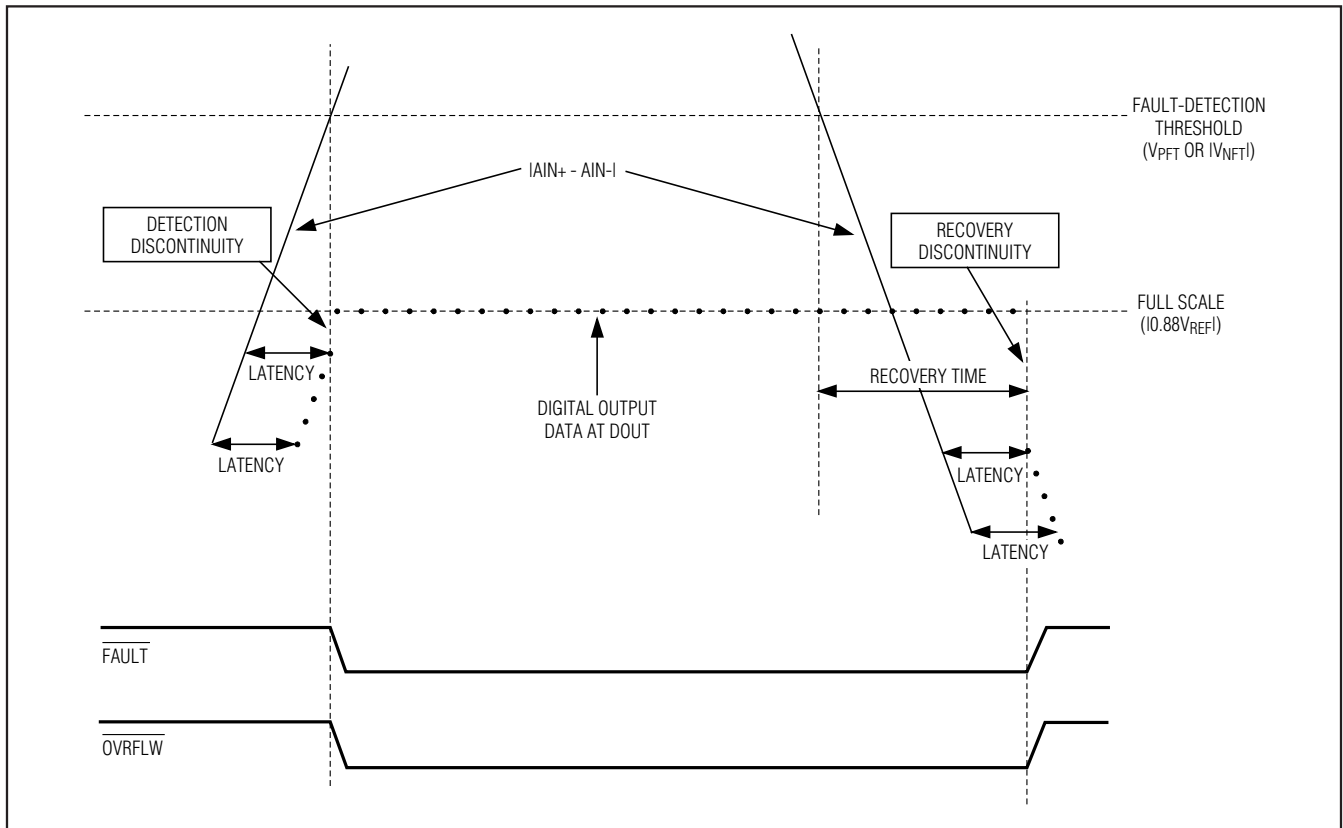 FAULT-DETECTION
THRESHOLD
(VPFT OR |VNFT|)
|AIN+ - AIN-|
DETECTION
DISCONTINUITY
RECOVERY
DISCONTINUITY
FULL SCALE
(|0.88VREF|)
LATENCY
RECOVERY TIME
DIGITAL OUTPUT
DATA AT DOUT
LATENCY
LATENCY
LATENCY
FAULT
OVRFLW